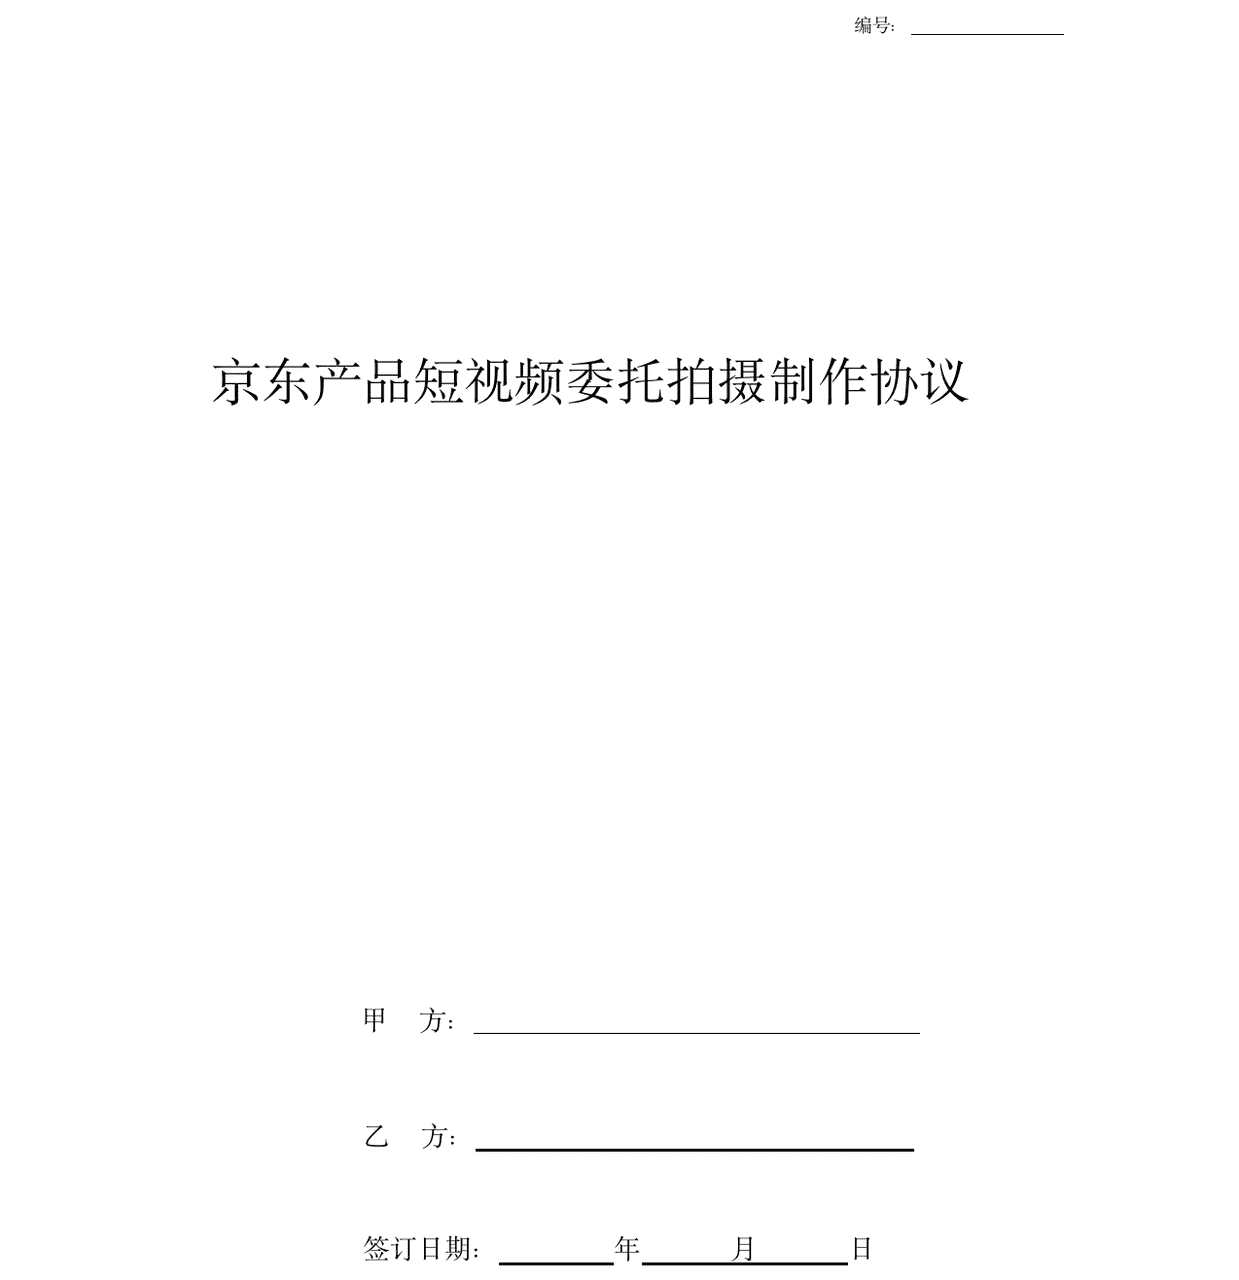 编号：
京东产品短视频委托拍摄制作协议
甲 方：
乙 方：
签订日期： 年 月 日